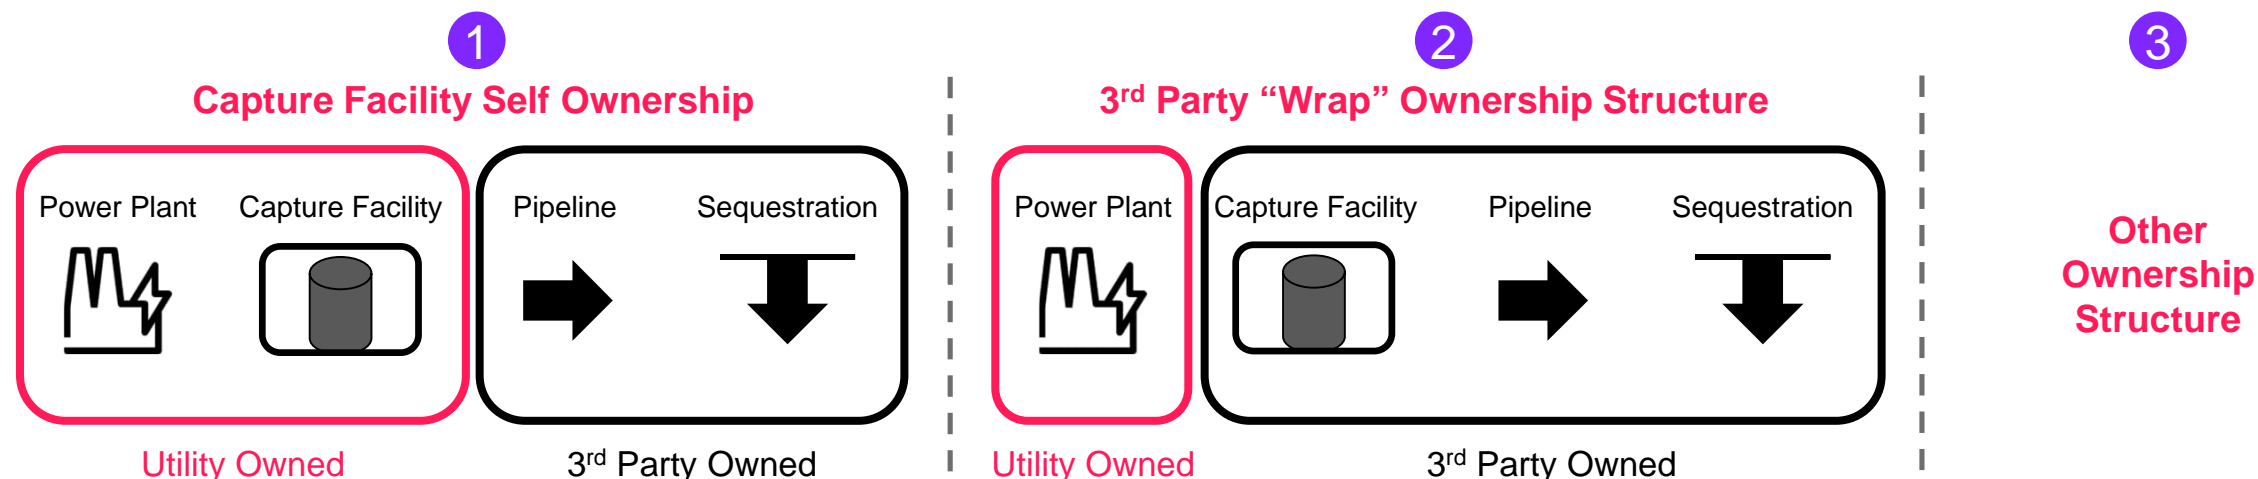 1
Capture Facility Self Ownership
Power Plant
Capture Facility
Pipeline
Sequestration
Utility Owned
3rd Party Owned
2
3rd Party “Wrap” Ownership Structure
Power Plant
Capture Facility
Pipeline
Sequestration
Utility Owned
3rd Party Owned
3
Other
Ownership
Structure